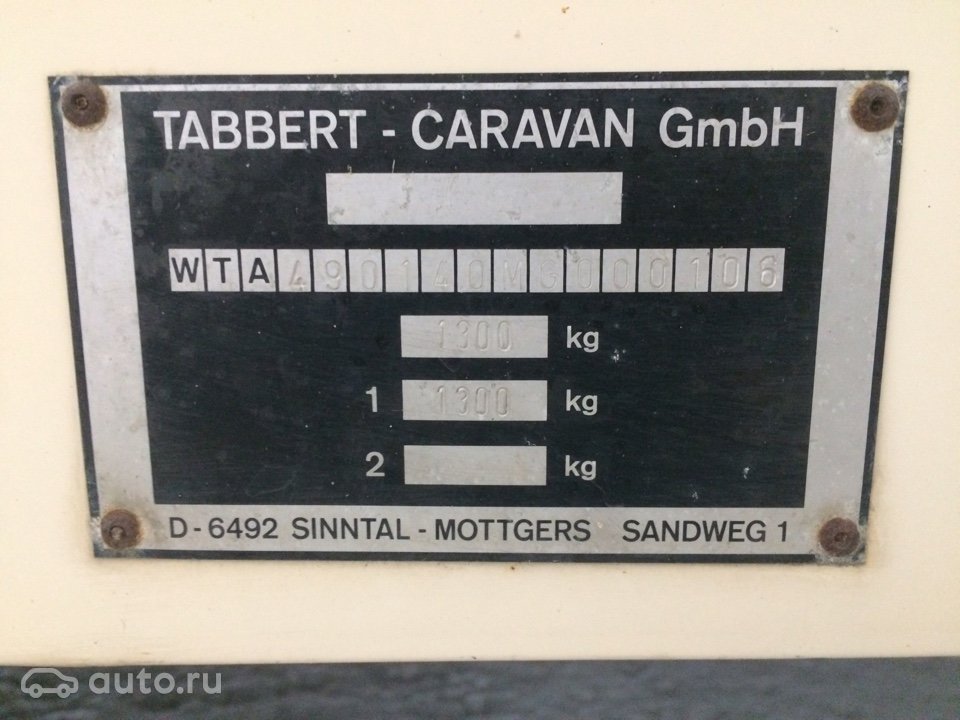 TABBERT - CARAVAN GmbH
WTA490140MG000106
1300 kg
1 1300 kg
2 kg
D-6492 SINNTAL - MOTTGERS SANDWEG 1
auto.ru